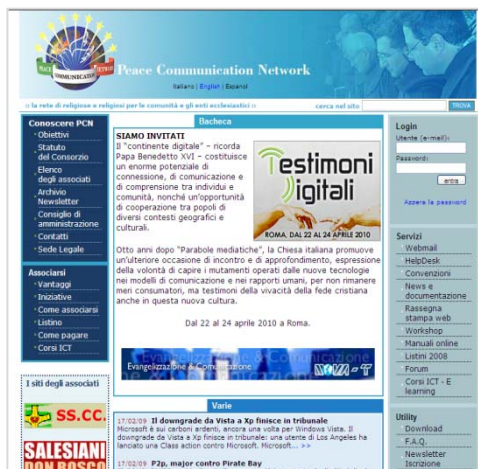 PEACE COMMUNICATION NETWORK
Peace Communication Network
Italiano | English | Espanol
:: la rete di religiose e religiosi per le comunità e gli enti ecclesiastici ::
cerca nel sito
TROVA
Conoscere PCN
Obiettivi
Statuto
del Consorzio
Elenco
degli associati
Archivio
Newsletter
Consiglio di
amministrazione
Contatti
Sede Legale
Associarsi
Vantaggi
Iniziative
Come associarsi
Listino
Come pagare
Corsi ICT
I siti degli associati
SS.CC.
SALESIANI
DON BOSCO
Bacheca
SIAMO INVITATI
Il "continente digitale" – ricorda
Papa Benedetto XVI – costituisce
un enorme potenziale di
connessione, di comunicazione e
di comprensione tra individui e
comunità, nonché un'opportunità
di cooperazione tra popoli di
diversi contesti geografici e
culturali.
Testimoni
Digitali
ROMA, DAL 22 AL 24 APRILE 2010
Otto anni dopo "Parabole mediatiche", la Chiesa italiana promuove
un'ulteriore occasione di incontro e di approfondimento, espressione
della volontà di capire i mutamenti operati dalle nuove tecnologie
nei modelli di comunicazione e nei rapporti umani, per non rimanere
meri consumatori, ma testimoni della vivacità della fede cristiana
anche in questa nuova cultura.
Dal 22 al 24 aprile 2010 a Roma.
Evangelizzazione & Comunicazione
Evangelizzazione & Comunicazione
Varie
17/02/09 Il downgrade da Vista a Xp finisce in tribunale
Microsoft è sui carboni ardenti, ancora una volta per Windows Vista. Il
downgrade da Vista a Xp finisce in tribunale: una utente di Los Angeles ha
lanciato una Class action contro Microsoft. Microsoft... >>
17/02/09 P2p, major contro Pirate Bay
Login
Utente (e-mail):
Password:
entra
Azzera la password
Servizi
Webmail
HelpDesk
Convenzioni
News e
documentazione
Rassegna
stampa web
Workshop
Manuali online
Listini 2008
Forum
Corsi ICT - E
learning
Utility
Download
F.A.Q.
Newsletter
Iscrizione